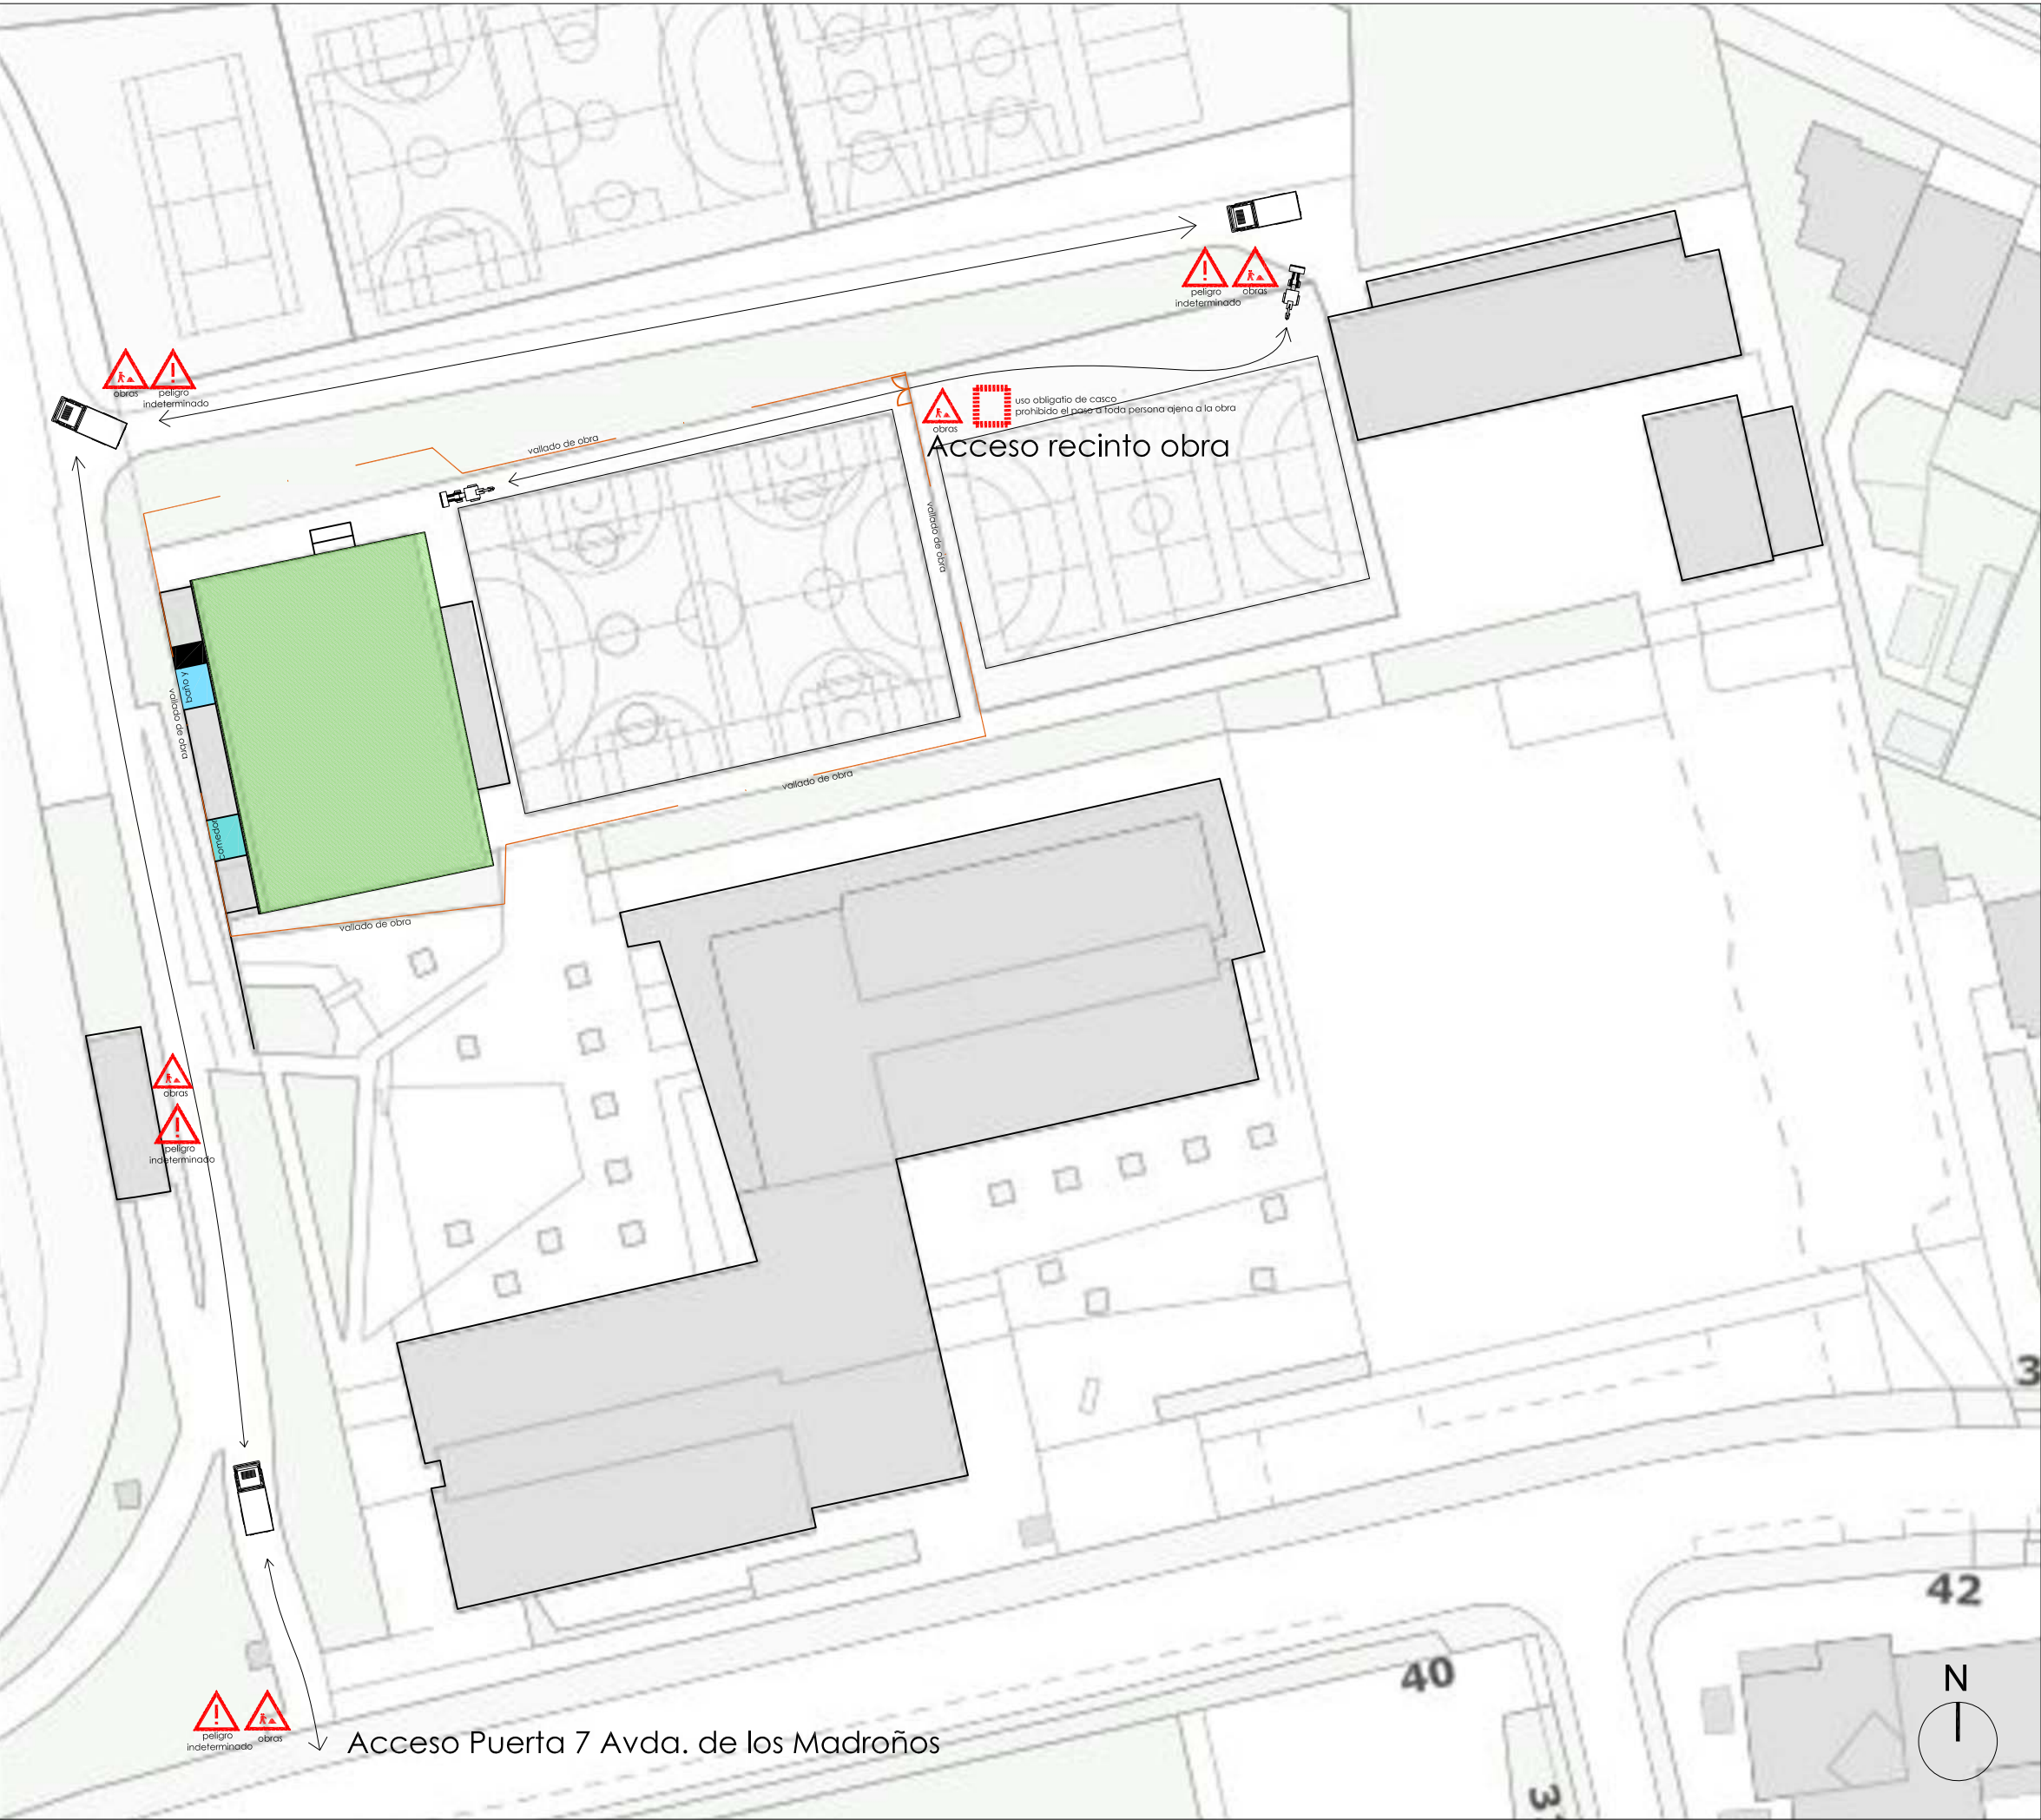 peligro
indeterminado
obras
obras
peligro
indeterminado
uso obligatio de casco
prohibido el paso a toda persona ajena a la obra
obras
Acceso recinto obra
vallado de obra
vallado de obra
baño y
vallado de obra
vallado de obra
comedor
vallado de obra
obras
peligro
indeterminado
3
42
40
N
peligro
indeterminado
obras
Acceso Puerta 7 Avda. de los Madroños